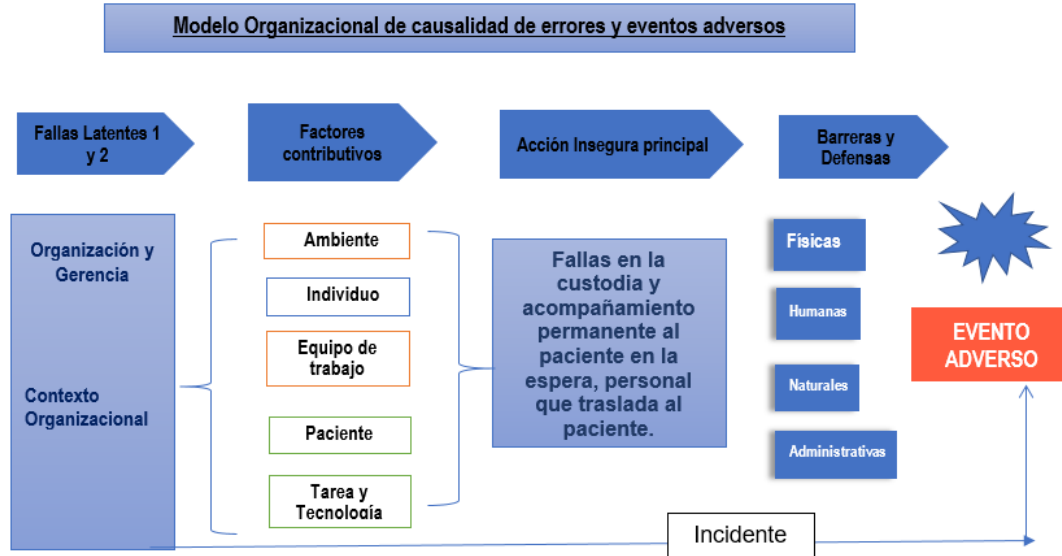 Modelo Organizacional de causalidad de errores y eventos adversos
Fallas Latentes 1
y 2
Factores
contributivos
Acción Insegura principal
Barreras y
Defensas
Organización y
Gerencia
Contexto
Organizacional
Ambiente
Individuo
Equipo de
trabajo
Paciente
Tarea y
Tecnología
Fallas en la
custodia y
acompañamiento
permanente al
paciente en la
espera, personal
que traslada al
paciente.
Físicas
Humanas
Naturales
Administrativas
EVENTO
ADVERSO
Incidente